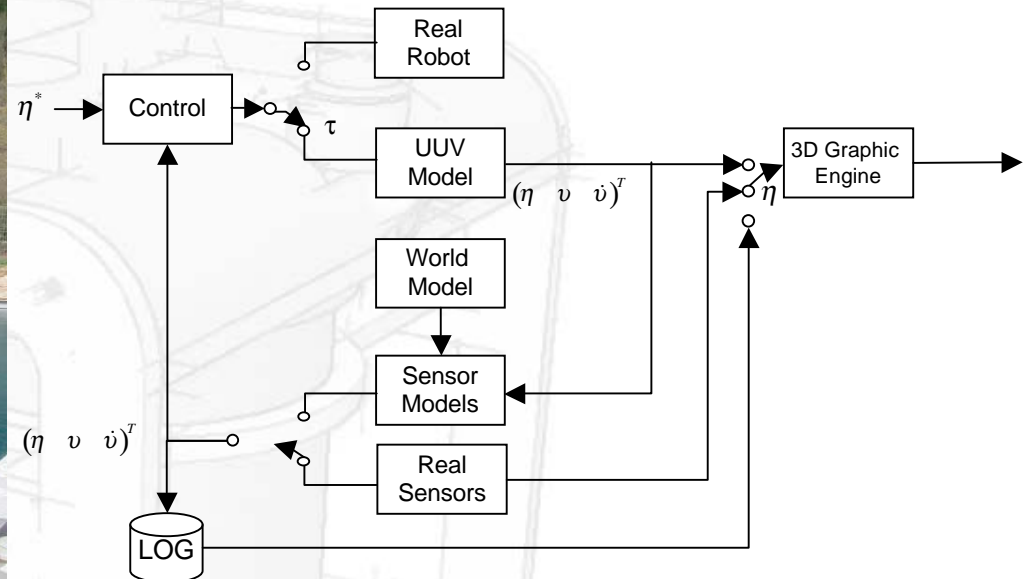 Real
Robot
η*
Control
τ
UUV
Model
3D Graphic
Engine
(η υ υ̇)ᵀ
η
World
Model
Sensor
Models
(η υ υ̇)ᵀ
Real
Sensors
LOG